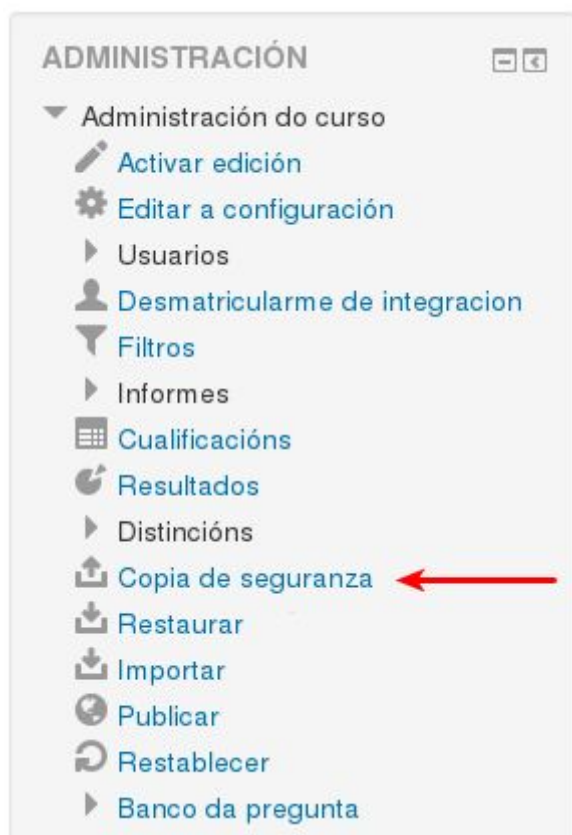 ADMINISTRACIÓN
Administración do curso
Activar edición
Editar a configuración
Usuarios
Desmatricularme de integracion
Filtros
Informes
Cualificacións
Resultados
Distincións
Copia de seguranza
Restaurar
Importar
Publicar
Restablecer
Banco da pregunta